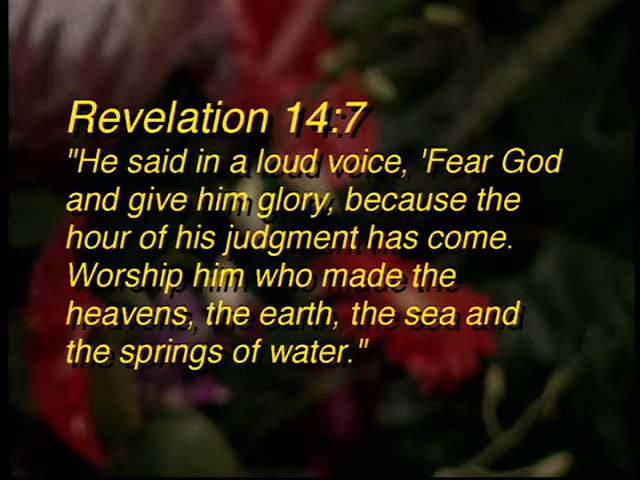 Revelation 14:7
"He said in a loud voice, 'Fear God
and give him glory, because the
hour of his judgment has come.
Worship him who made the
heavens, the earth, the sea and
the springs of water."